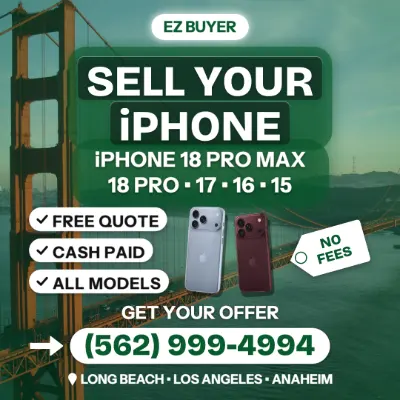 EZ BUYER
SELL YOUR
iPHONE
iPHONE 18 PRO MAX
18 PRO ▪ 17 ▪ 16 ▪ 15
✓ FREE QUOTE
✓ CASH PAID
✓ ALL MODELS
NO
FEES
GET YOUR OFFER
(562) 999-4994
LONG BEACH ▪ LOS ANGELES ▪ ANAHEIM